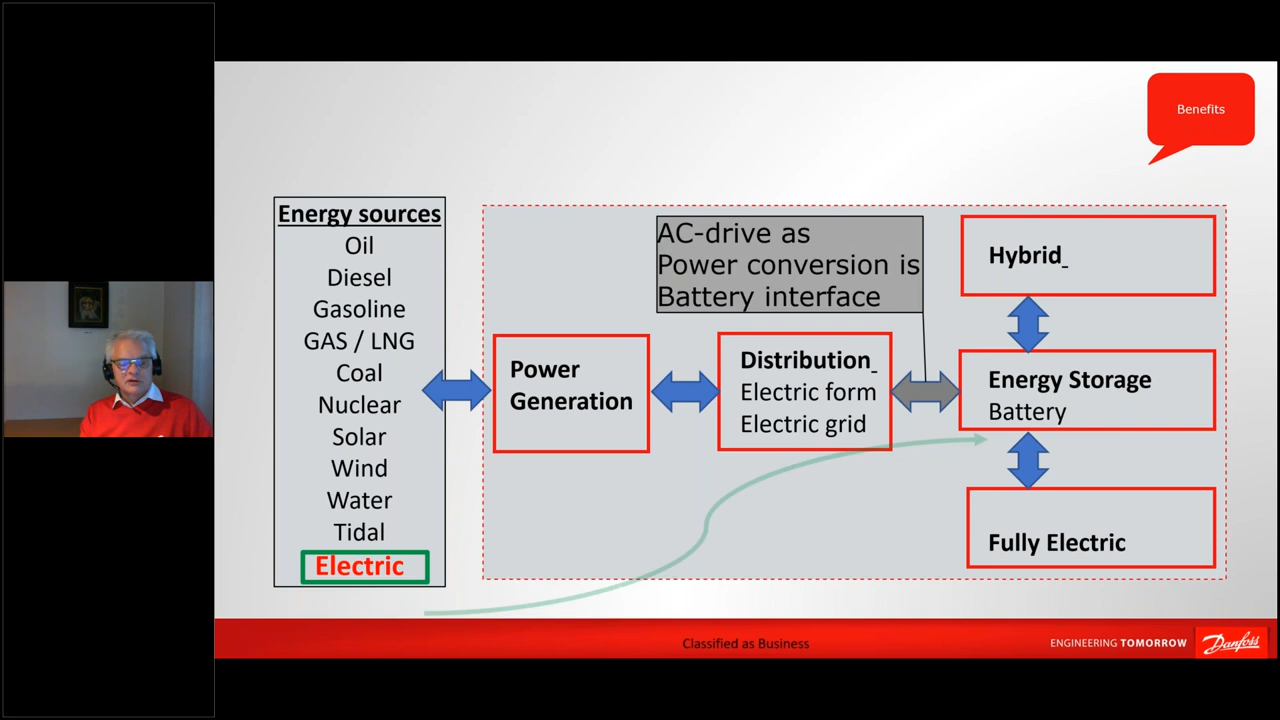 Benefits
Energy sources
Oil
Diesel
Gasoline
GAS / LNG
Coal
Nuclear
Solar
Wind
Water
Tidal
Electric
Power
Generation
AC-drive as
Power conversion is
Battery interface
Distribution
Electric form
Electric grid
Hybrid
Energy Storage
Battery
Fully Electric
Classified as Business
ENGINEERING TOMORROW
Danfoss